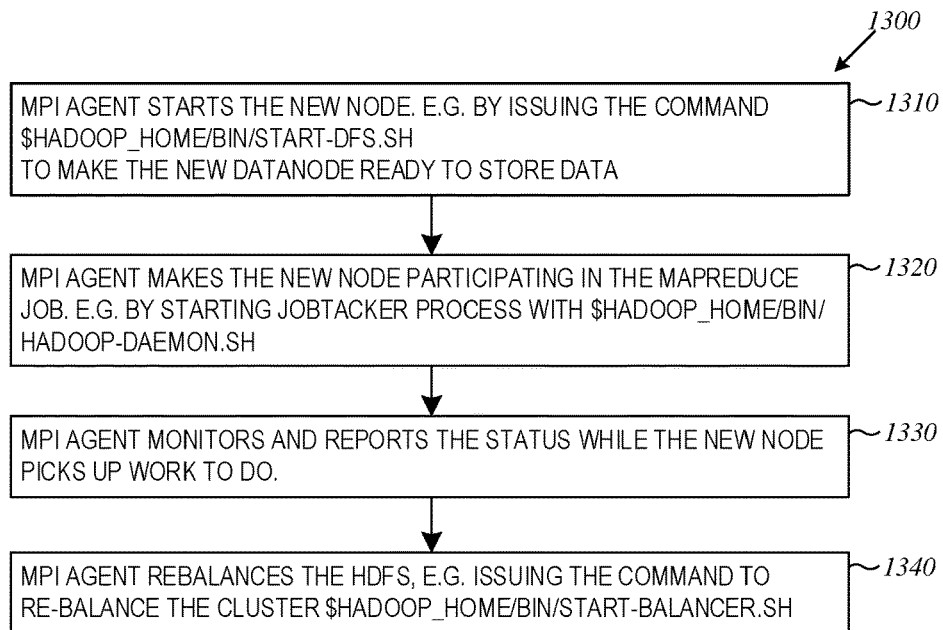 1300
MPI AGENT STARTS THE NEW NODE. E.G. BY ISSUING THE COMMAND
$HADOOP_HOME/BIN/START-DFS.SH
TO MAKE THE NEW DATANODE READY TO STORE DATA
1310
MPI AGENT MAKES THE NEW NODE PARTICIPATING IN THE MAPREDUCE
JOB. E.G. BY STARTING JOBTACKER PROCESS WITH $HADOOP_HOME/BIN/
HADOOP-DAEMON.SH
1320
MPI AGENT MONITORS AND REPORTS THE STATUS WHILE THE NEW NODE
PICKS UP WORK TO DO.
1330
MPI AGENT REBALANCES THE HDFS, E.G. ISSUING THE COMMAND TO
RE-BALANCE THE CLUSTER $HADOOP_HOME/BIN/START-BALANCER.SH
1340